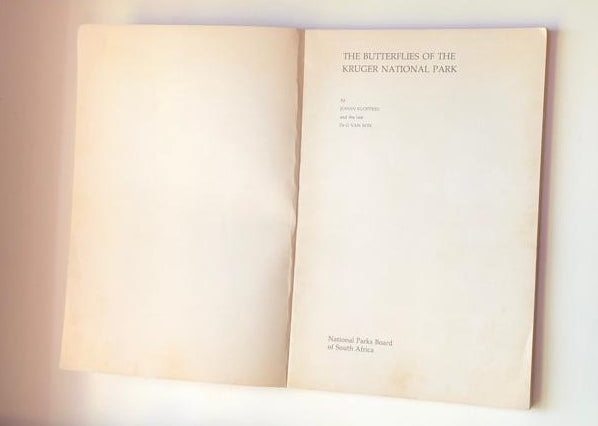 THE BUTTERFLIES OF THE
KRUGER NATIONAL PARK
by
JOHAN KLOPPERS
and the late
Dr G VAN SON
National Parks Board
of South Africa